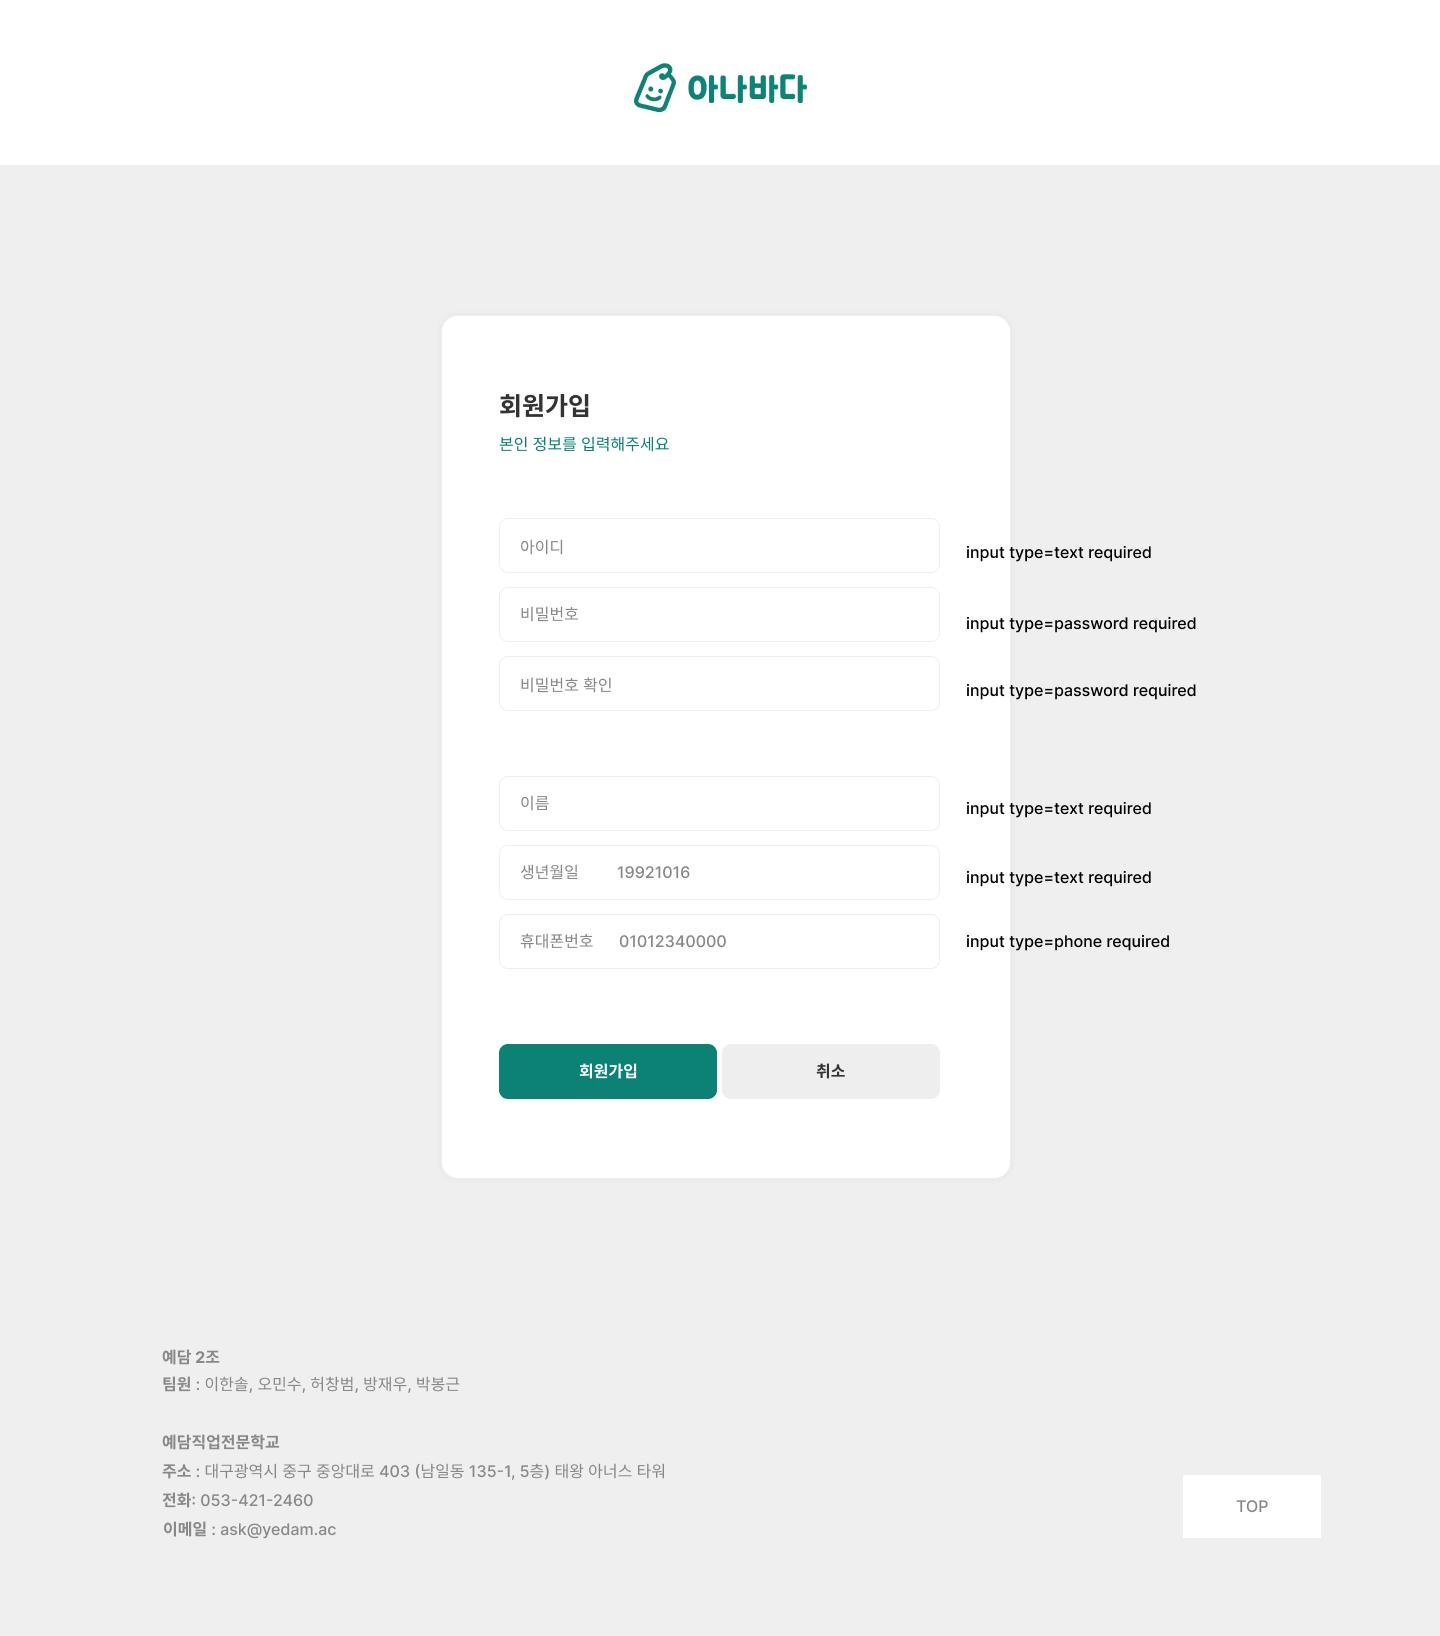 아나바다
회원가입
본인 정보를 입력해주세요
아이디
input type=text required
비밀번호
input type=password required
비밀번호 확인
input type=password required
이름
input type=text required
생년월일 19921016
input type=text required
휴대폰번호 01012340000
input type=phone required
회원가입
취소
예담 2조
팀원 : 이한솔, 오민수, 허창범, 방재우, 박봉근
예담직업전문학교
주소 : 대구광역시 중구 중앙대로 403 (남일동 135-1, 5층) 태왕 아너스 타워
전화: 053-421-2460
이메일 : ask@yedam.ac
TOP